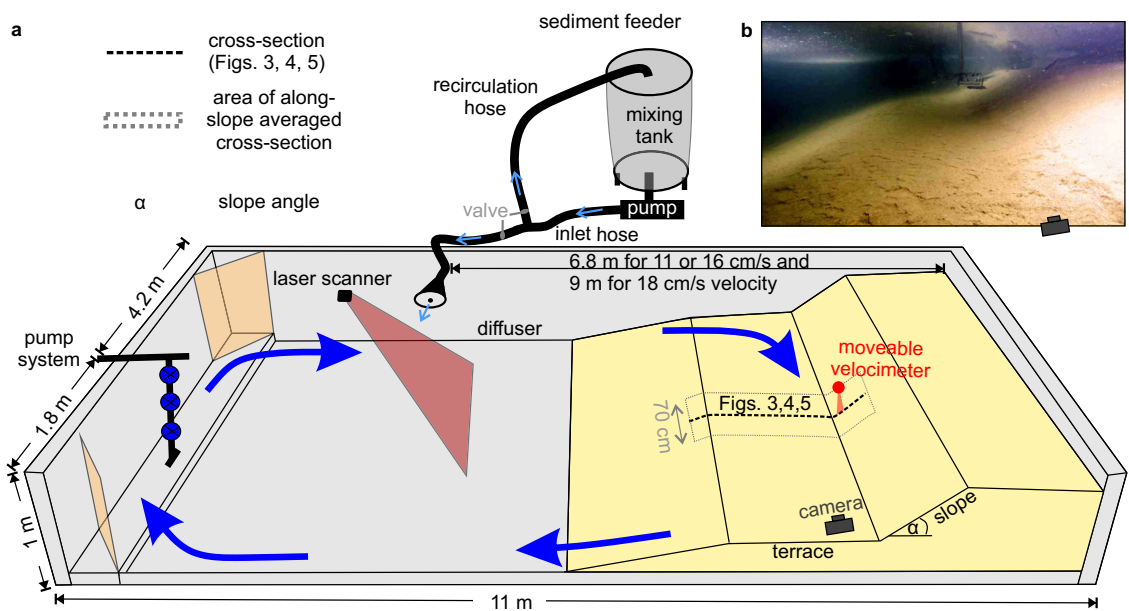 a
cross-section
(Figs. 3, 4, 5)
area of along-
slope averaged
cross-section
α
slope angle
sediment feeder
recirculation
hose
mixing
tank
pump
valve
inlet hose
b
4.2 m
laser scanner
6.8 m for 11 or 16 cm/s and
9 m for 18 cm/s velocity
diffuser
pump
system
moveable
velocimeter
1.8 m
Figs. 3,4,5
70 cm
1 m
camera
α
slope
terrace
11 m